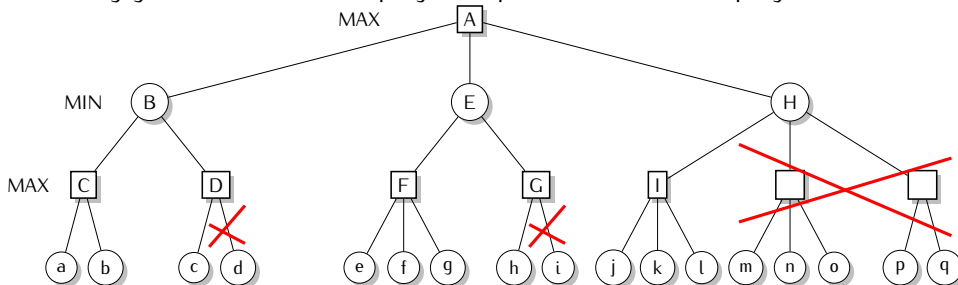 MAX A
MIN B E H
MAX C D F G I
a b c d e f g h i j k l m n o p q